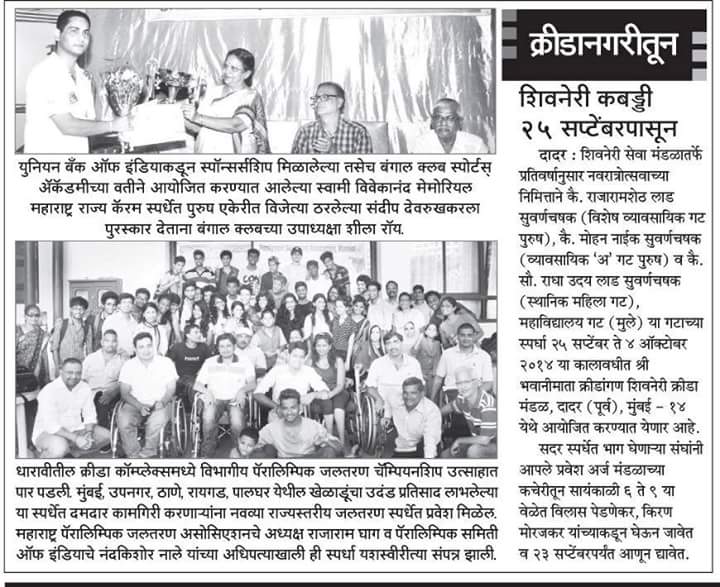 युनियन बँक ऑफ इंडियाकडून स्पॉन्सर्सशिप मिळालेल्या तसेच बंगाल क्लब स्पोर्टस्
अ‍ॅकॅडमीच्या वतीने आयोजित करण्यात आलेल्या स्वामी विवेकानंद मेमोरियल
महाराष्ट्र राज्य कॅरम स्पर्धेत पुरुष एकेरीत विजेत्या ठरलेल्या संदीप देवरुखकरला
पुरस्कार देताना बंगाल क्लबच्या उपाध्यक्षा शीला रॉय.
धारावीतील क्रीडा कॉम्प्लेक्समध्ये विभागीय पॅरालिम्पिक जलतरण चॅम्पियनशिप उत्साहात
पार पडली. मुंबई, उपनगर, ठाणे, रायगड, पालघर येथील खेळाडूंचा उदंड प्रतिसाद लाभलेल्या
या स्पर्धेत दमदार कामगिरी करणाऱ्यांना नवव्या राज्यस्तरीय जलतरण स्पर्धेत प्रवेश मिळेल.
महाराष्ट्र पॅरालिम्पिक जलतरण असोसिएशनचे अध्यक्ष राजाराम घाग व पॅरालिम्पिक समिती
ऑफ इंडियाचे नंदकिशोर नाले यांच्या अधिपत्याखाली ही स्पर्धा यशस्वीरीत्या संपन्न झाली.
क्रीडानगरीतून
शिवनेरी कबड्डी
२५ सप्टेंबरपासून
दादर : शिवनेरी सेवा मंडळातर्फे
प्रतिवर्षानुसार नवरात्रोत्सवाच्या
निमित्ताने कै. राजारामशेठ लाड
सुवर्णचषक (विशेष व्यावसायिक गट
पुरुष), कै. मोहन नाईक सुवर्णचषक
(व्यावसायिक ‘अ’ गट पुरुष) व कै.
सौ. राधा उदय लाड सुवर्णचषक
(स्थानिक महिला गट),
महाविद्यालय गट (मुले) या गटाच्या
स्पर्धा २५ सप्टेंबर ते ४ ऑक्टोबर
२०१४ या कालावधीत श्री
भवानीमाता क्रीडांगण शिवनेरी क्रीडा
मंडळ, दादर (पूर्व), मुंबई – १४
येथे आयोजित करण्यात येणार आहे.
सदर स्पर्धेत भाग घेणाऱ्या संघांनी
आपले प्रवेश अर्ज मंडळाच्या
कचेरीतून सायंकाळी ६ ते ९ या
वेळेत विलास पेडणेकर, किरण
मोरजकर यांच्याकडून घेऊन जावेत
व २३ सप्टेंबरपर्यंत आणून द्यावेत.